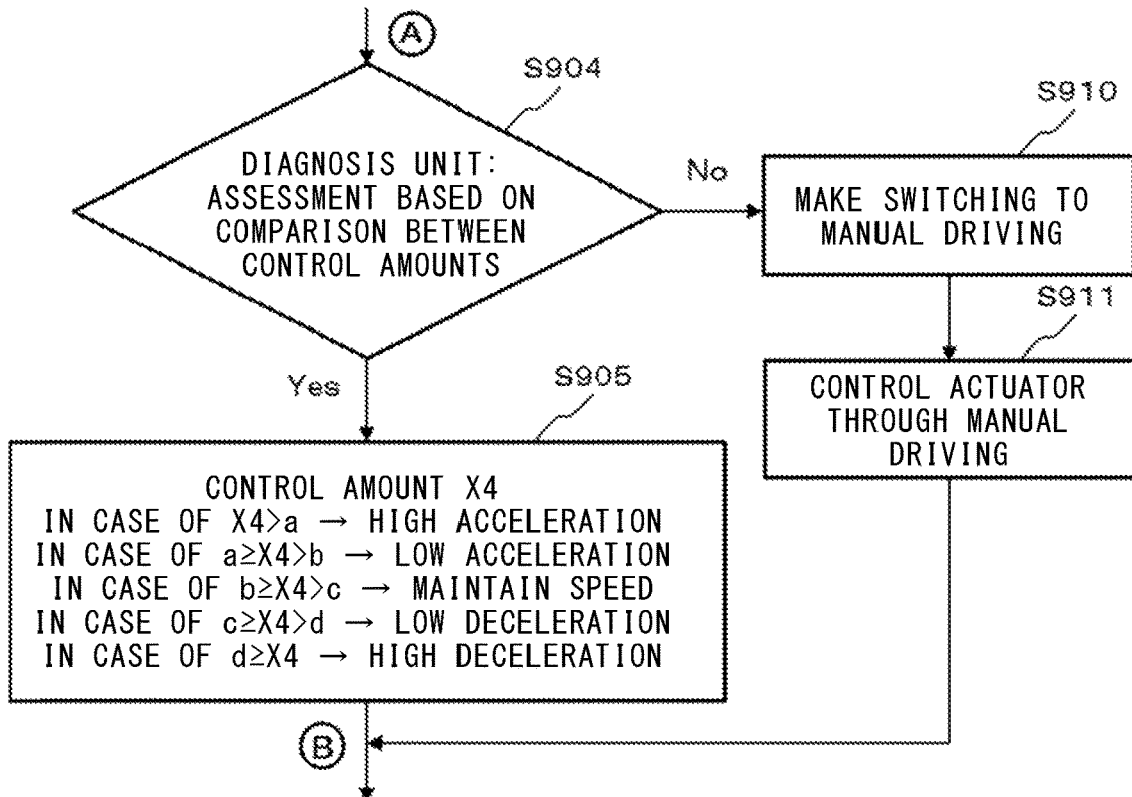 A
S904
DIAGNOSIS UNIT:
ASSESSMENT BASED ON
COMPARISON BETWEEN
CONTROL AMOUNTS
No
S910
MAKE SWITCHING TO
MANUAL DRIVING
S911
CONTROL ACTUATOR
THROUGH MANUAL
DRIVING
Yes
S905
CONTROL AMOUNT X4
IN CASE OF X4>a → HIGH ACCELERATION
IN CASE OF a≥X4>b → LOW ACCELERATION
IN CASE OF b≥X4>c → MAINTAIN SPEED
IN CASE OF c≥X4>d → LOW DECELERATION
IN CASE OF d≥X4 → HIGH DECELERATION
B